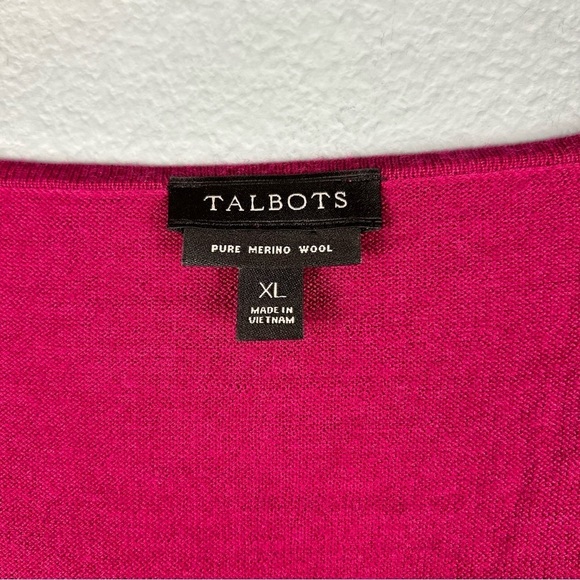 TALBOTS
PURE MERINO WOOL
XL
MADE IN
VIETNAM